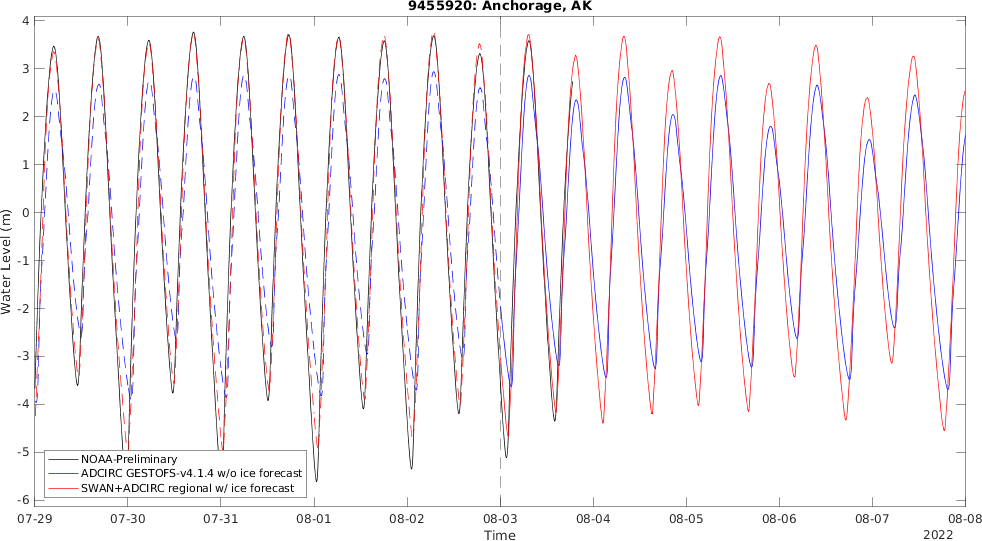 9455920: Anchorage, AK
4
3
2
1
0
-1
-2
-3
-4
-5
-6
Water Level (m)
NOAA-Preliminary
ADCIRC GESTOFS-v4.1.4 w/o ice forecast
SWAN+ADCIRC regional w/ ice forecast
07-29 07-30 07-31 08-01 08-02 08-03 08-04 08-05 08-06 08-07 08-08
Time
2022